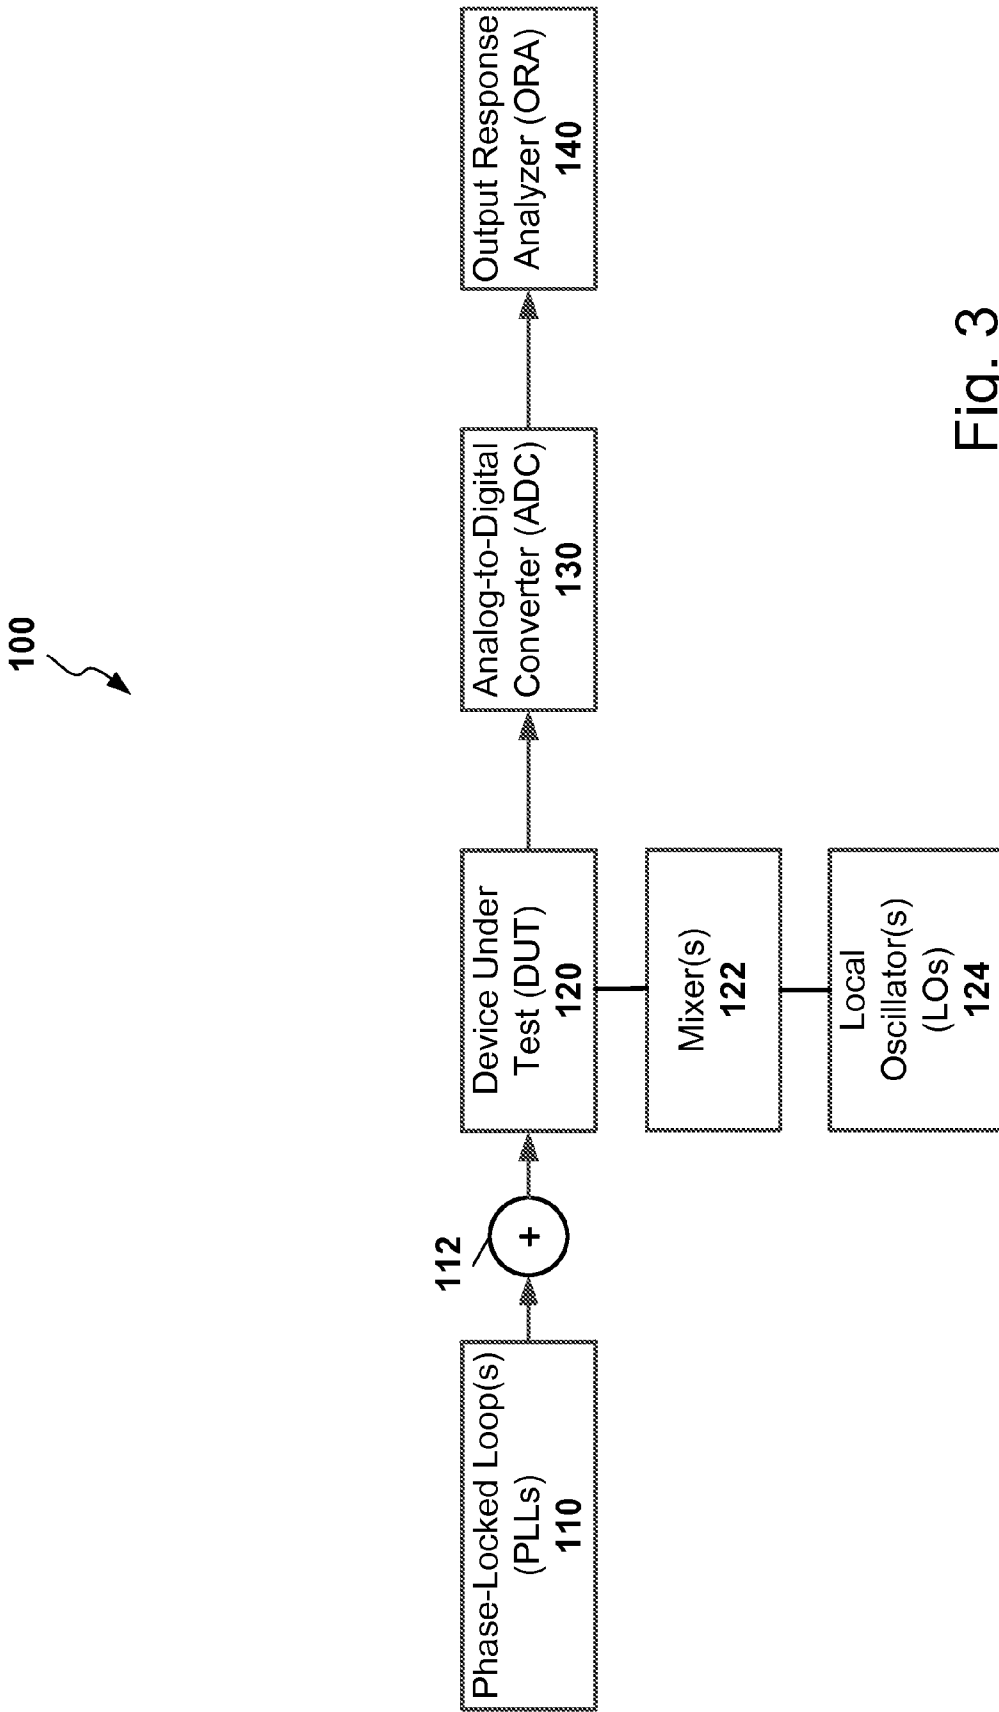 100
Phase-Locked Loop(s)
(PLLs)
110
112
+
Device Under
Test (DUT)
120
Mixer(s)
122
Local
Oscillator(s)
(LOs)
124
Analog-to-Digital
Converter (ADC)
130
Output Response
Analyzer (ORA)
140
Fig. 3